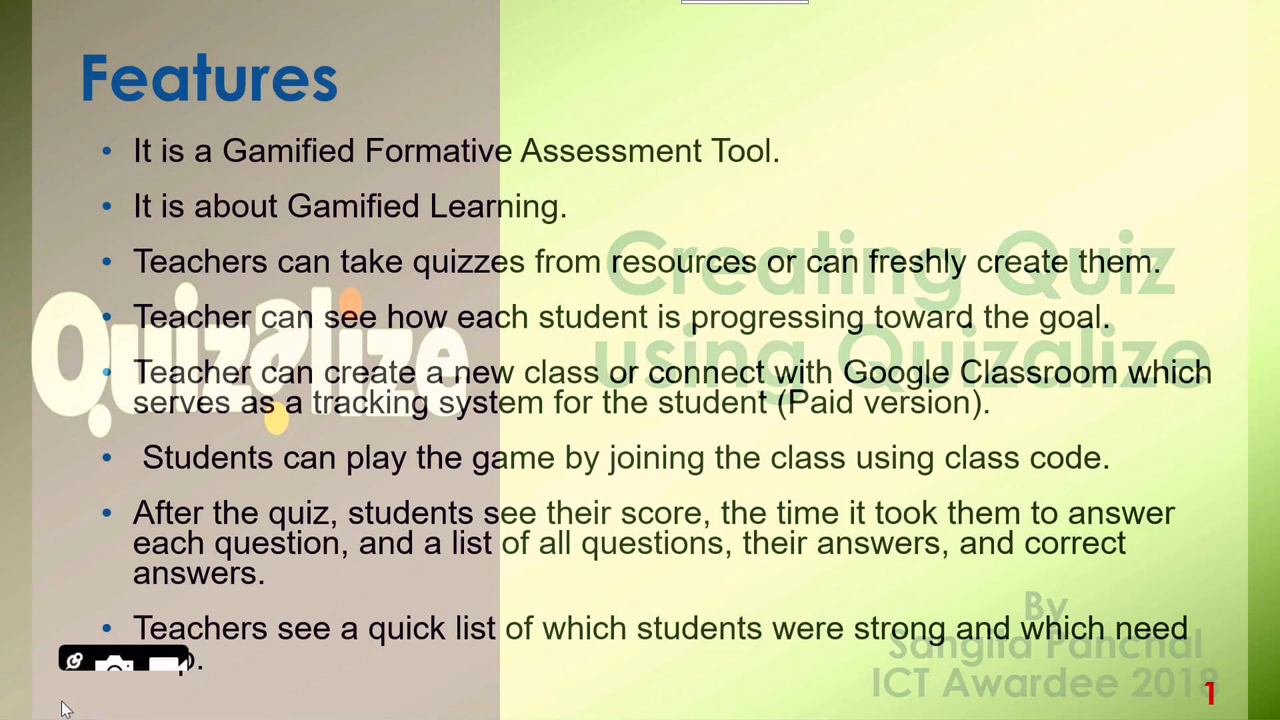 Features
• It is a Gamified Formative Assessment Tool.
• It is about Gamified Learning.
• Teachers can take quizzes from resources or can freshly create them.
• Teacher can see how each student is progressing toward the goal.
• Teacher can create a new class or connect with Google Classroom which
serves as a tracking system for the student (Paid version).
• Students can play the game by joining the class using class code.
• After the quiz, students see their score, the time it took them to answer
each question, and a list of all questions, their answers, and correct
answers.
• Teachers see a quick list of which students were strong and which need
Quizalize
Creating Quiz
using Quizalize
By
Sangita Panchal
ICT Awardee 2018
1